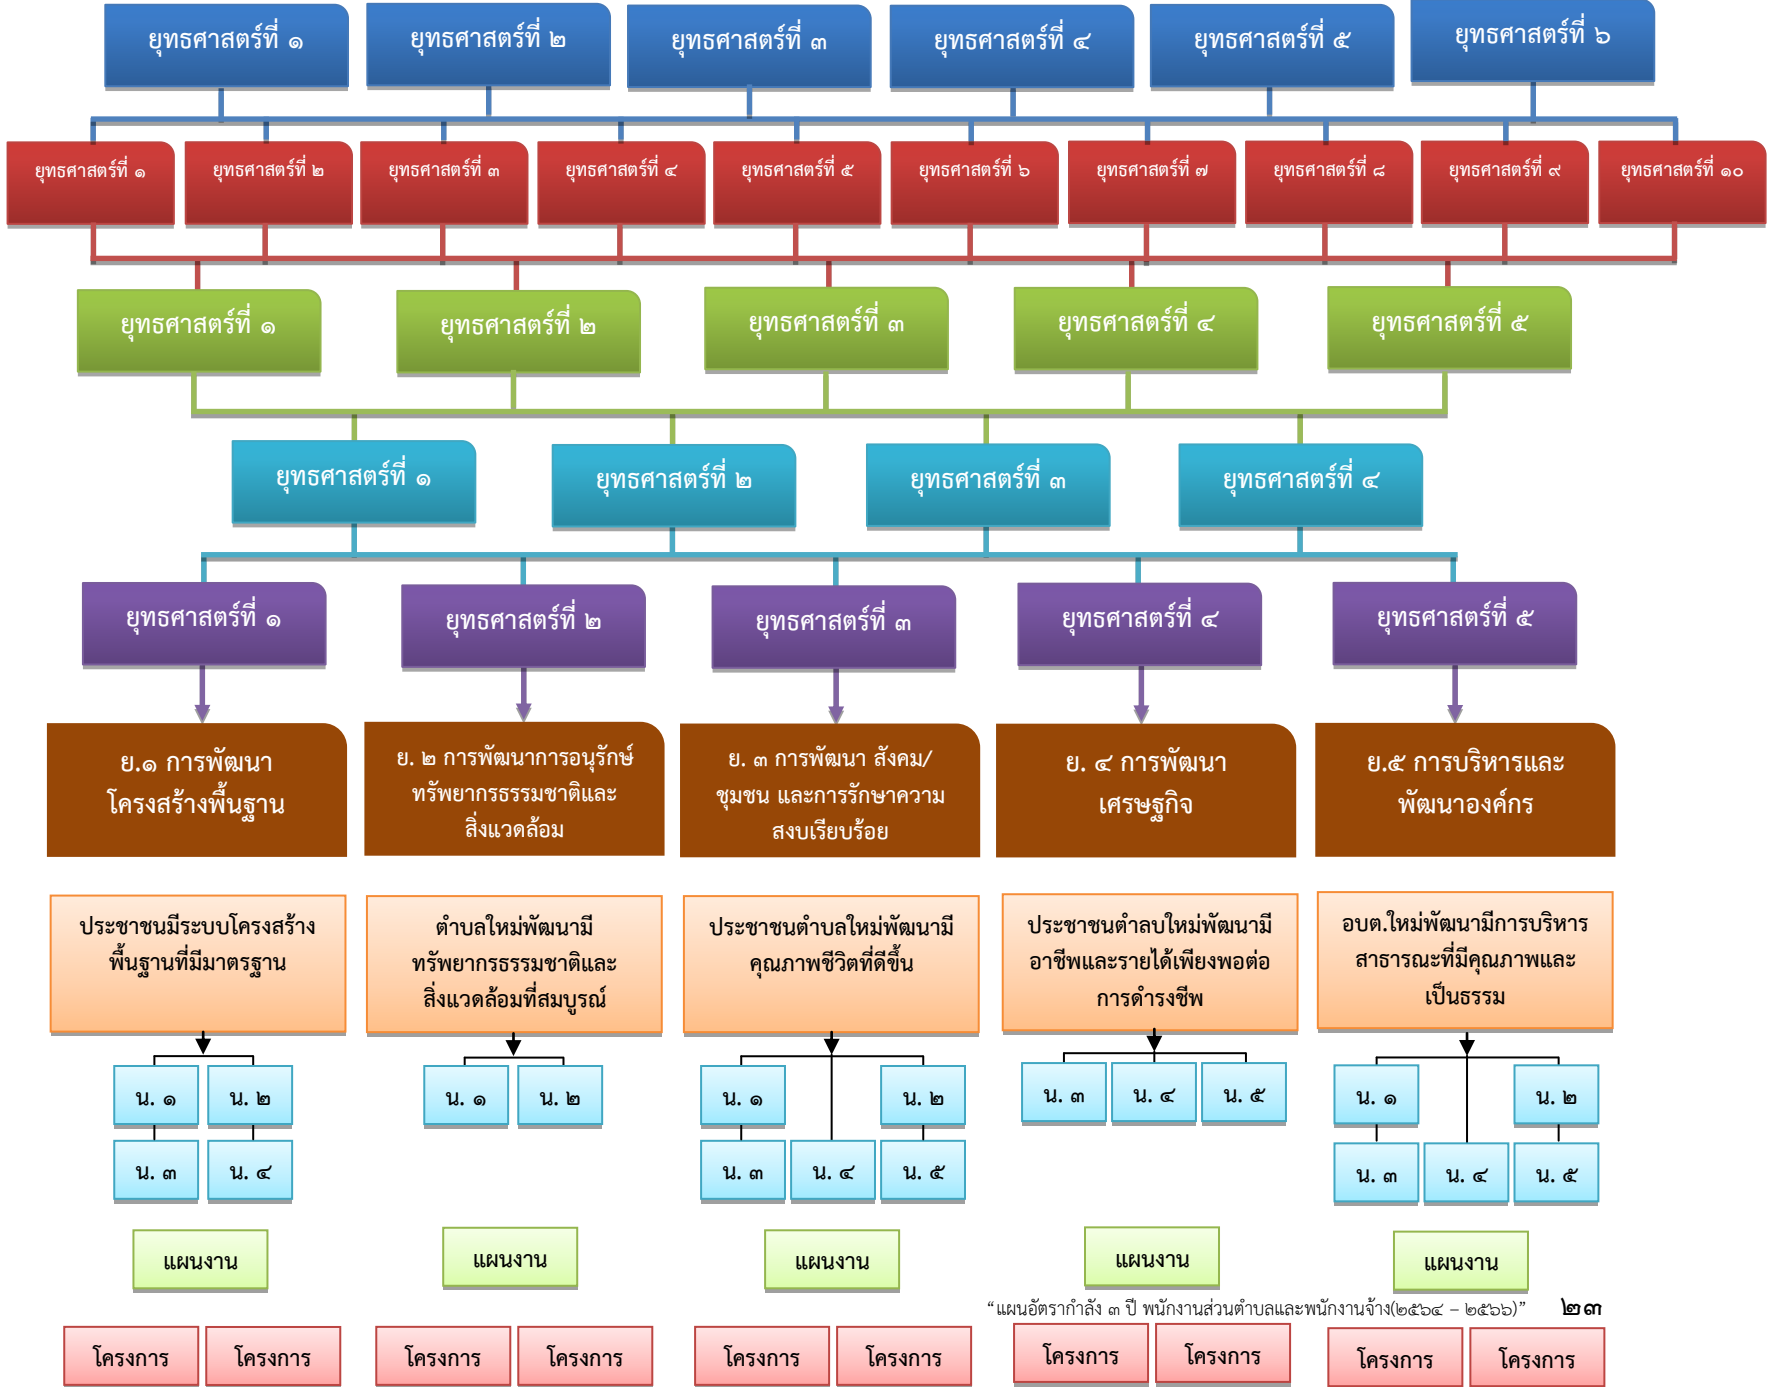 ยุทธศาสตร์ที่ ๑
ยุทธศาสตร์ที่ ๒
ยุทธศาสตร์ที่ ๓
ยุทธศาสตร์ที่ ๔
ยุทธศาสตร์ที่ ๕
ยุทธศาสตร์ที่ ๖
ยุทธศาสตร์ที่ ๑
ยุทธศาสตร์ที่ ๒
ยุทธศาสตร์ที่ ๓
ยุทธศาสตร์ที่ ๔
ยุทธศาสตร์ที่ ๕
ยุทธศาสตร์ที่ ๖
ยุทธศาสตร์ที่ ๗
ยุทธศาสตร์ที่ ๘
ยุทธศาสตร์ที่ ๙
ยุทธศาสตร์ที่ ๑๐
ยุทธศาสตร์ที่ ๑
ยุทธศาสตร์ที่ ๒
ยุทธศาสตร์ที่ ๓
ยุทธศาสตร์ที่ ๔
ยุทธศาสตร์ที่ ๕
ยุทธศาสตร์ที่ ๑
ยุทธศาสตร์ที่ ๒
ยุทธศาสตร์ที่ ๓
ยุทธศาสตร์ที่ ๔
ยุทธศาสตร์ที่ ๑
ยุทธศาสตร์ที่ ๒
ยุทธศาสตร์ที่ ๓
ยุทธศาสตร์ที่ ๔
ยุทธศาสตร์ที่ ๕
ย.๑ การพัฒนา
โครงสร้างพื้นฐาน
ย. ๒ การพัฒนาการอนุรักษ์
ทรัพยากรธรรมชาติและ
สิ่งแวดล้อม
ย. ๓ การพัฒนา สังคม/
ชุมชน และการรักษาความ
สงบเรียบร้อย
ย. ๔ การพัฒนา
เศรษฐกิจ
ย.๕ การบริหารและ
พัฒนาองค์กร
ประชาชนมีระบบโครงสร้าง
พื้นฐานที่มีมาตรฐาน
ตำบลใหม่พัฒนามี
ทรัพยากรธรรมชาติและ
สิ่งแวดล้อมที่สมบูรณ์
ประชาชนตำบลใหม่พัฒนามี
คุณภาพชีวิตที่ดีขึ้น
ประชาชนตำลบใหม่พัฒนามี
อาชีพและรายได้เพียงพอต่อ
การดำรงชีพ
อบต.ใหม่พัฒนามีการบริหาร
สาธารณะที่มีคุณภาพและ
เป็นธรรม
น. ๑
น. ๒
น. ๓
น. ๔
น. ๑
น. ๒
น. ๑
น. ๒
น. ๓
น. ๔
น. ๕
น. ๓
น. ๔
น. ๕
น. ๑
น. ๒
น. ๓
น. ๔
น. ๕
แผนงาน
แผนงาน
แผนงาน
แผนงาน
แผนงาน
“แผนอัตรากำลัง ๓ ปี พนักงานส่วนตำบลและพนักงานจ้าง(๒๕๖๔ – ๒๕๖๖)” ๒๓
โครงการ
โครงการ
โครงการ
โครงการ
โครงการ
โครงการ
โครงการ
โครงการ
โครงการ
โครงการ